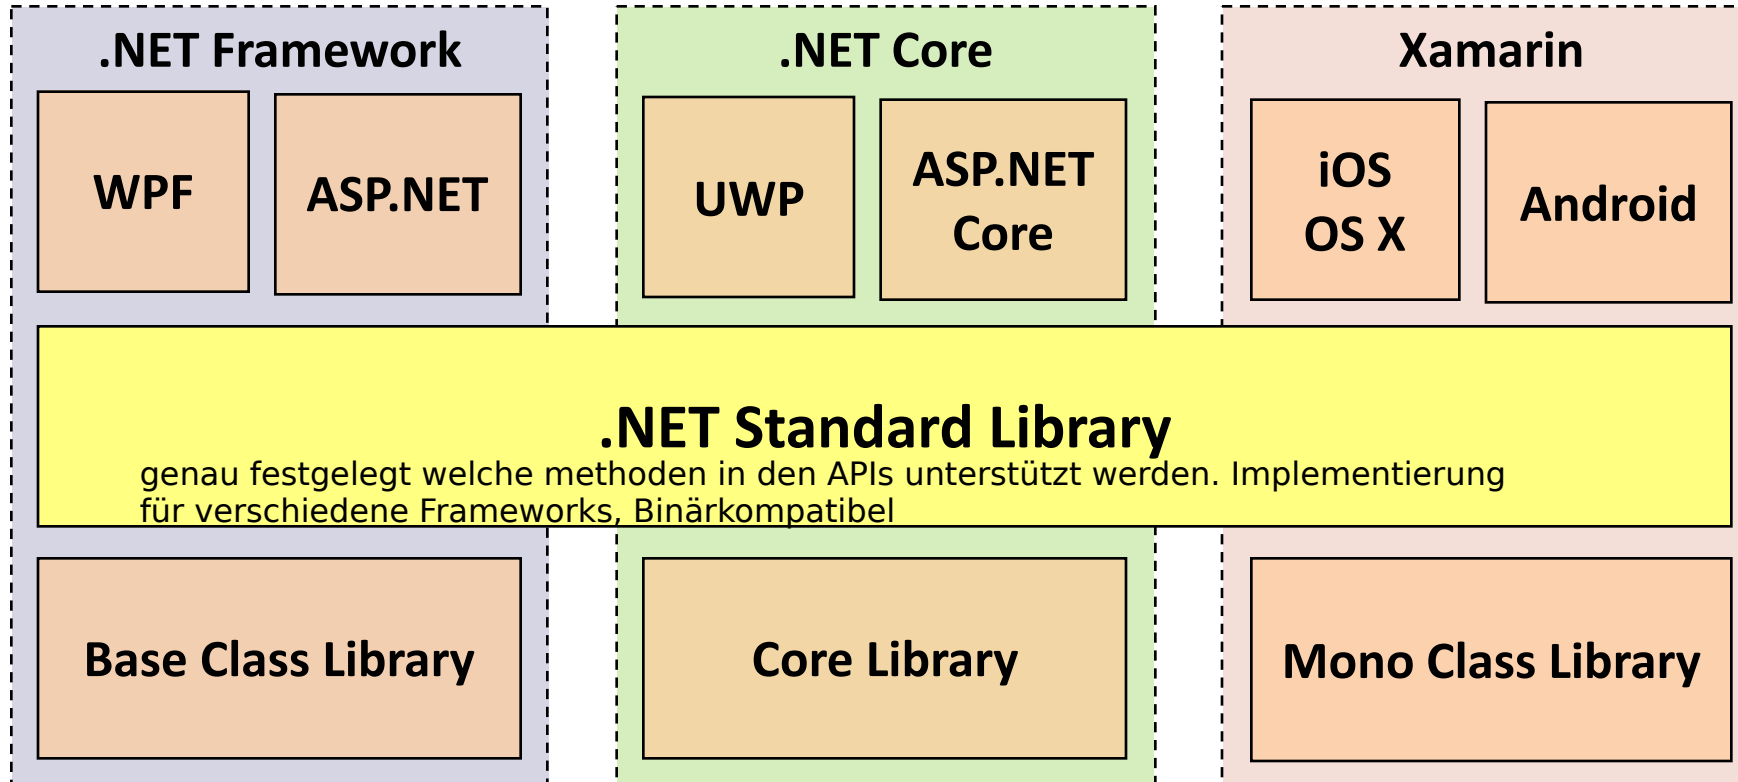 .NET Framework
.NET Core
Xamarin
WPF
ASP.NET
UWP
ASP.NET
Core
iOS
OS X
Android
.NET Standard Library
genau festgelegt welche methoden in den APIs unterstützt werden. Implementierung
für verschiedene Frameworks, Binärkompatibel
Base Class Library
Core Library
Mono Class Library